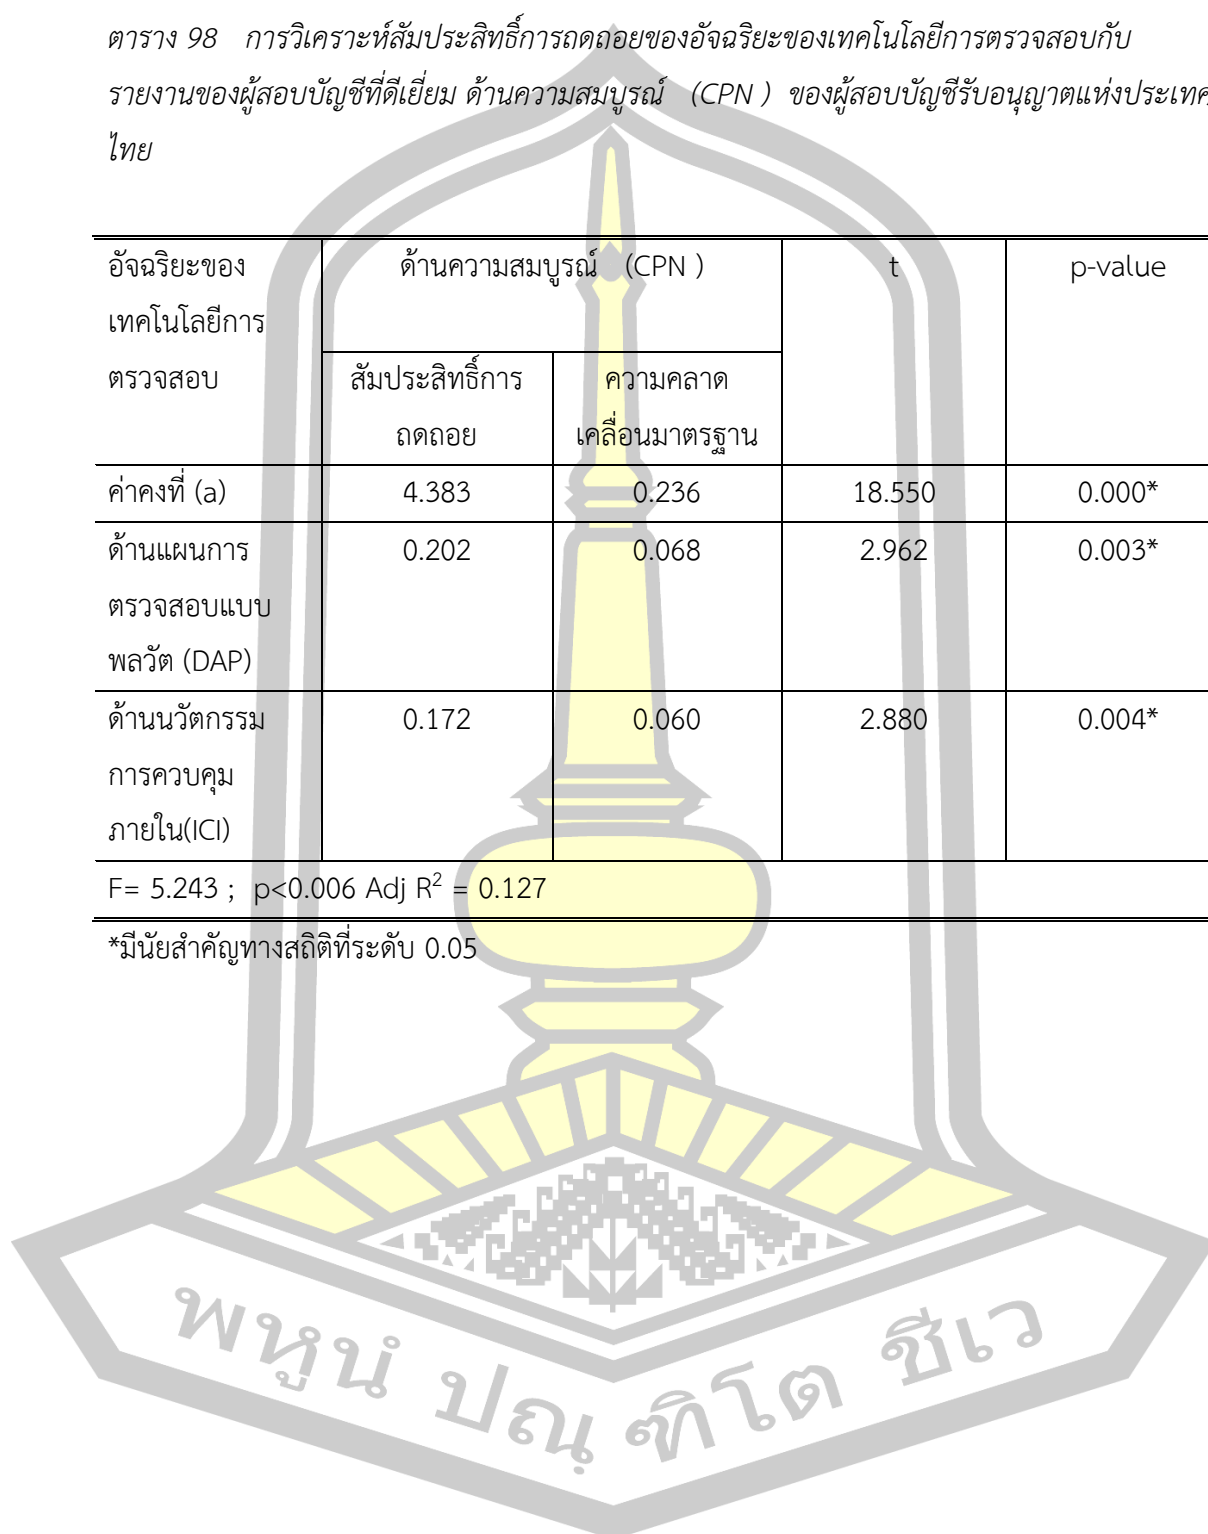 ตาราง 98 การวิเคราะห์สัมประสิทธิ์การถดถอยของอัจฉริยะของเทคโนโลยีการตรวจสอบกับ
รายงานของผู้สอบบัญชีที่ดีเยี่ยม ด้านความสมบูรณ์ (CPN ) ของผู้สอบบัญชีรับอนุญาตแห่งประเทศ
ไทย
อัจฉริยะของ
เทคโนโลยีการ
ตรวจสอบ
ด้านความสมบูรณ์ (CPN )
t
p-value
สัมประสิทธิ์การ
ถดถอย
ความคลาด
เคลื่อนมาตรฐาน
ค่าคงที่ (a) 4.383 0.236 18.550 0.000*
ด้านแผนการ 0.202 0.068 2.962 0.003*
ตรวจสอบแบบ
พลวัต (DAP)
ด้านนวัตกรรม 0.172 0.060 2.880 0.004*
การควบคุม
ภายใน(ICI)
F= 5.243 ; p<0.006 Adj R² = 0.127
*มีนัยสำคัญทางสถิติที่ระดับ 0.05
พหูนํ ปณฺฑิโต ชีเว